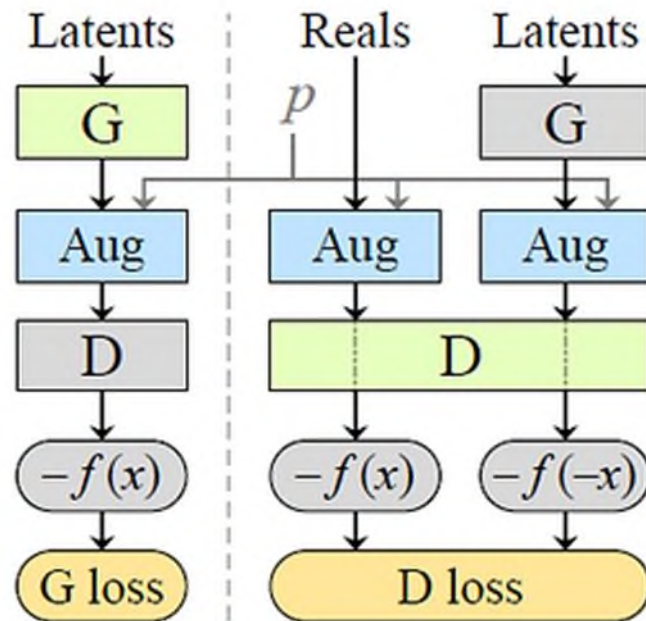 Latents Reals Latents
p
G G
Aug Aug Aug
D D
−f(x) −f(x) −f(−x)
G loss D loss